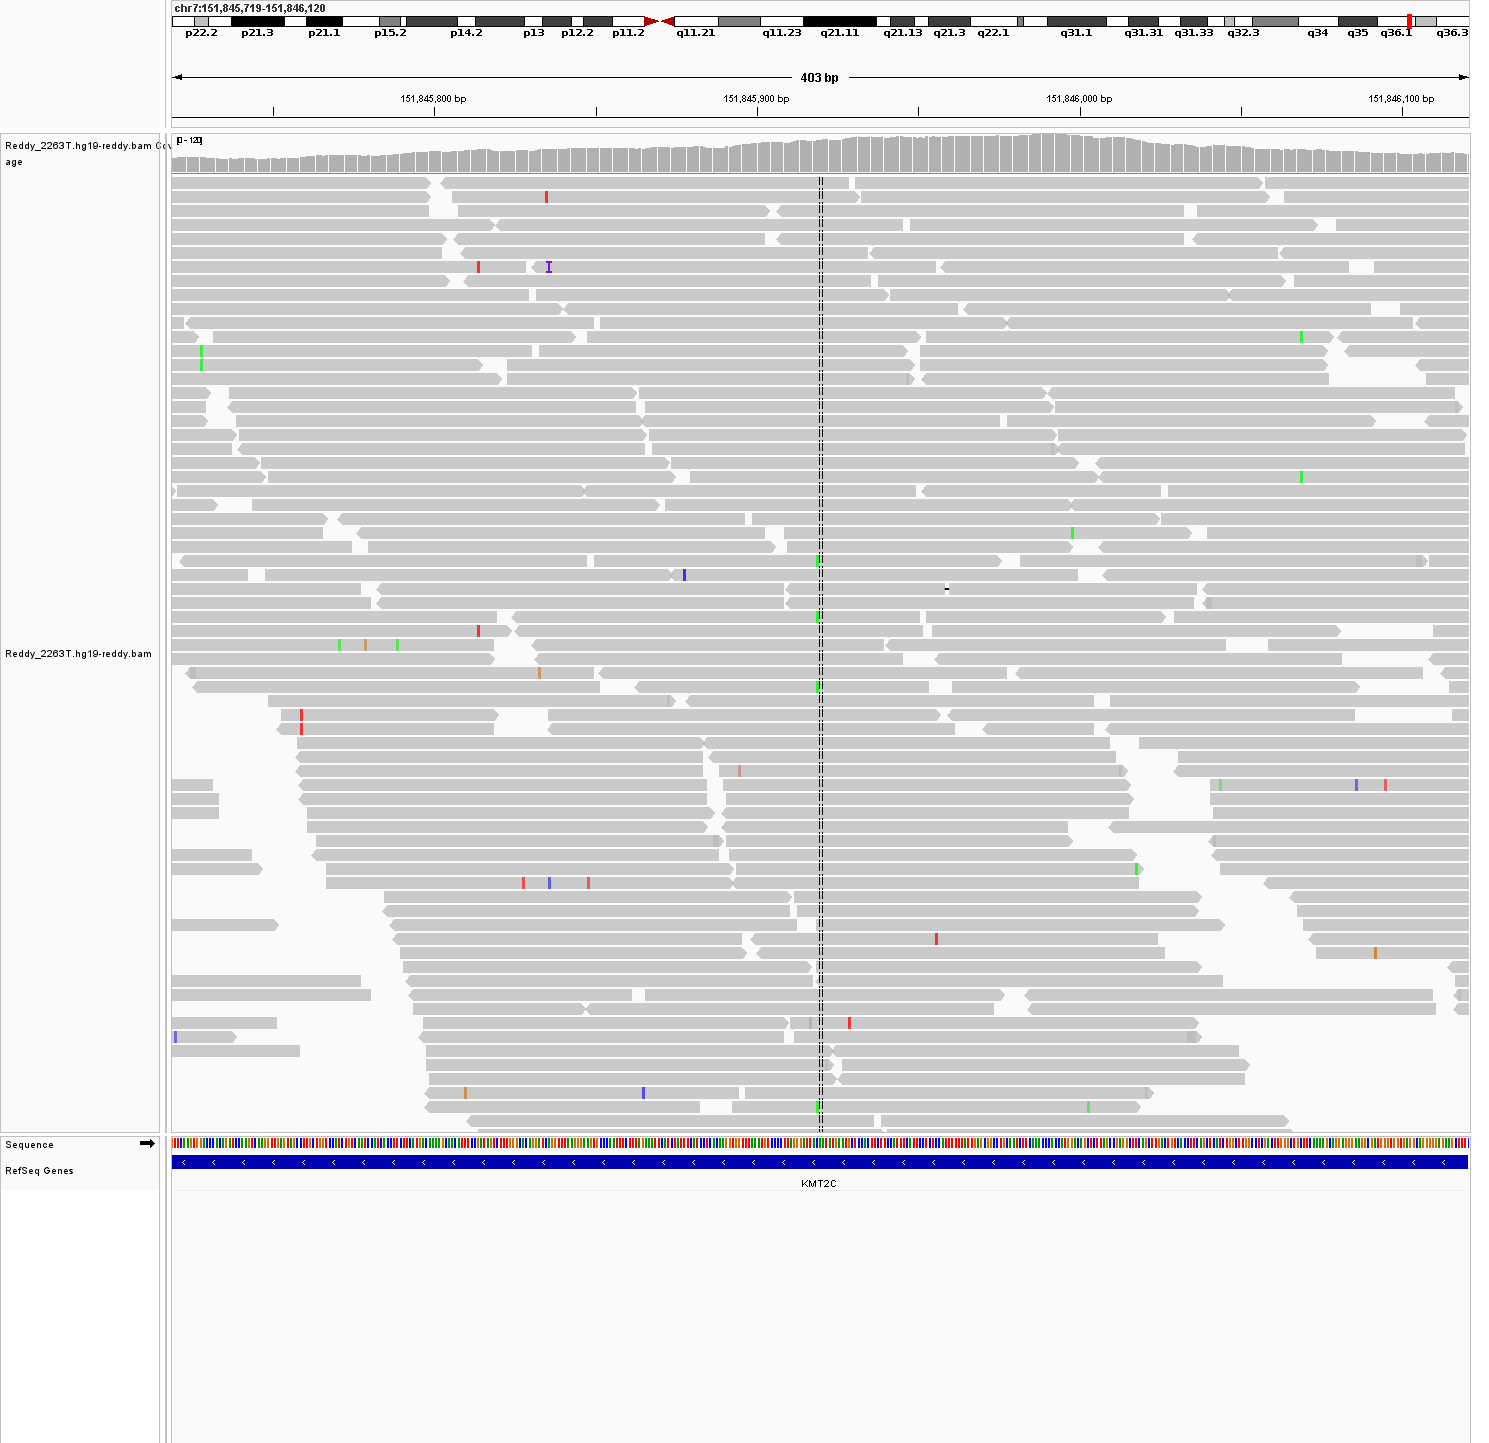 chr7:151,845,719-151,846,120
p22.2 p21.3 p21.1 p15.2 p14.2 p13 p12.2 p11.2 q11.21 q11.23 q21.11 q21.13 q21.3 q22.1 q31.1 q31.31 q31.33 q32.3 q34 q35 q36.1 q36.3
403 bp
151,845,800 bp 151,845,900 bp 151,846,000 bp 151,846,100 bp
[0 - 120]
Reddy_2263T.hg19-reddy.bam Cov
age
Reddy_2263T.hg19-reddy.bam
Sequence
RefSeq Genes
KMT2C